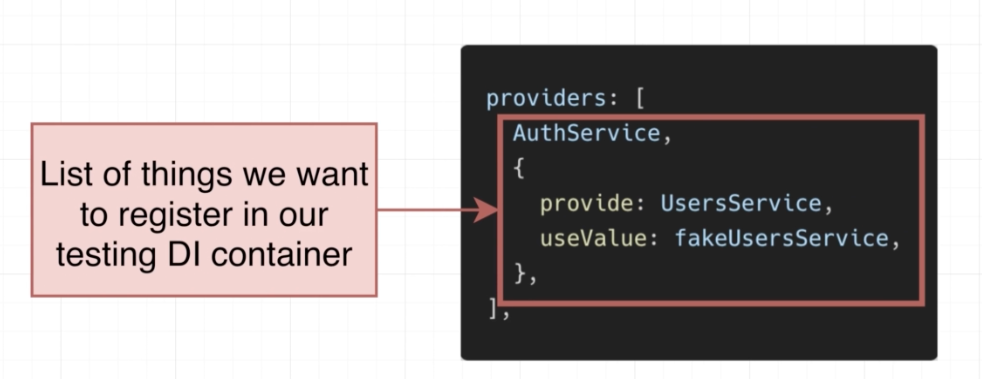 List of things we want
to register in our
testing DI container
providers: [
AuthService,
{
provide: UsersService,
useValue: fakeUsersService,
},
],